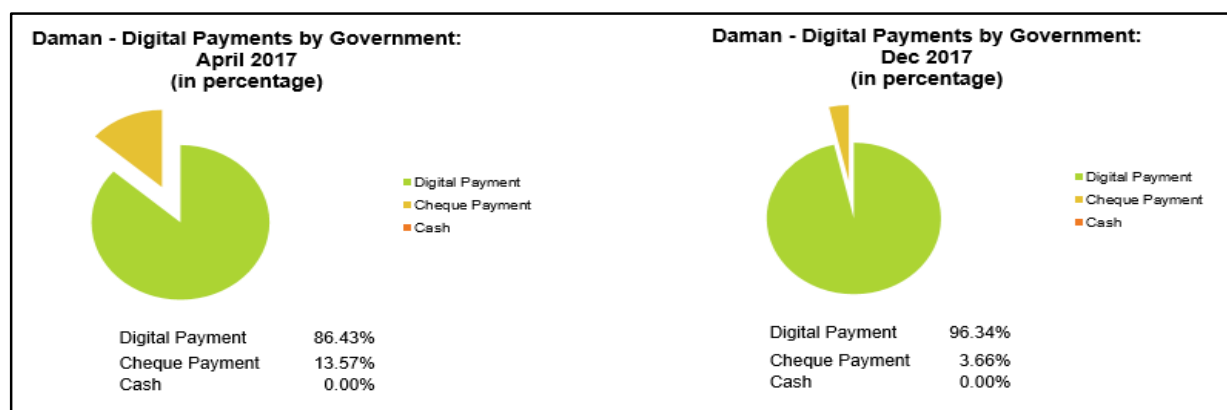 Daman - Digital Payments by Government:
April 2017
(in percentage)
Digital Payment
Cheque Payment
Cash
Digital Payment 86.43%
Cheque Payment 13.57%
Cash 0.00%
Daman - Digital Payments by Government:
Dec 2017
(in percentage)
Digital Payment
Cheque Payment
Cash
Digital Payment 96.34%
Cheque Payment 3.66%
Cash 0.00%